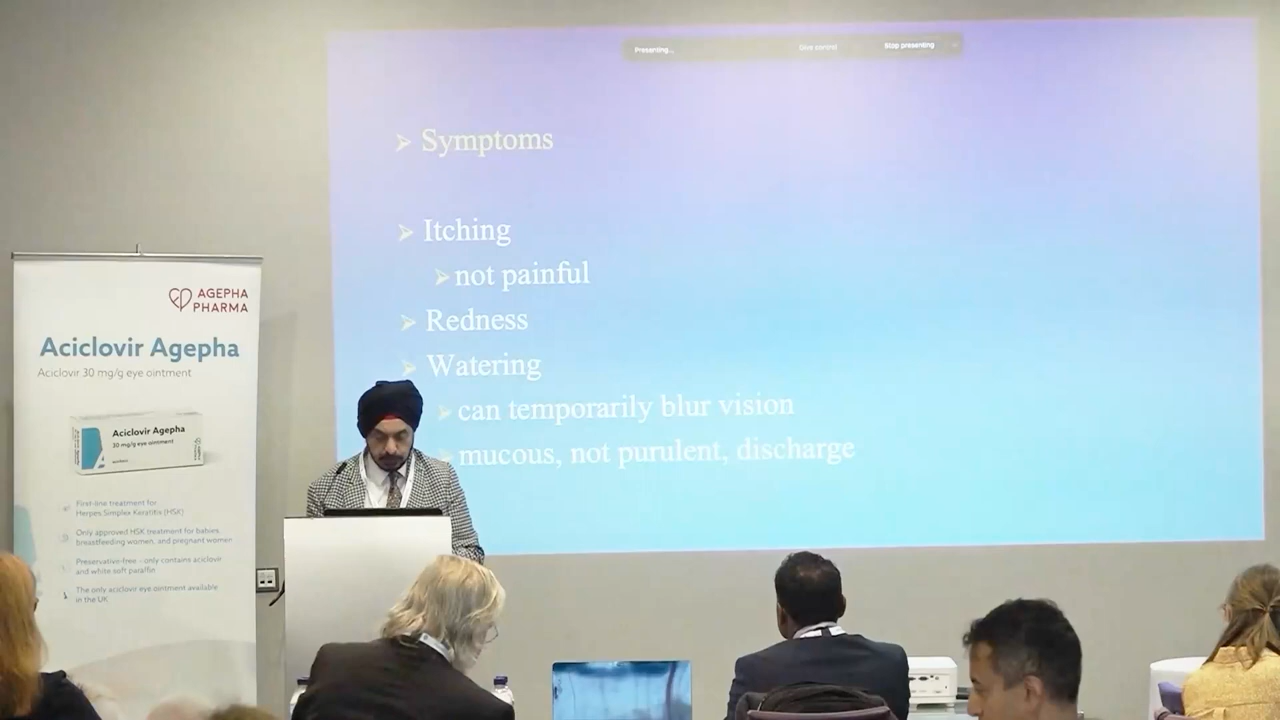 Presenting...
Give control
Stop presenting
Symptoms
Itching
not painful
Redness
Watering
can temporarily blur vision
mucous, not purulent, discharge
AGEPHA
PHARMA
Aciclovir Agepha
Aciclovir 30 mg/g eye ointment
Aciclovir Agepha
30 mg/g eye ointment
First-line treatment for
Herpes Simplex Keratitis (HSK)
Only approved HSK treatment for babies,
breastfeeding women, and pregnant women
Preservative-free - only contains aciclovir
and white soft paraffin
The only aciclovir eye ointment available
in the UK